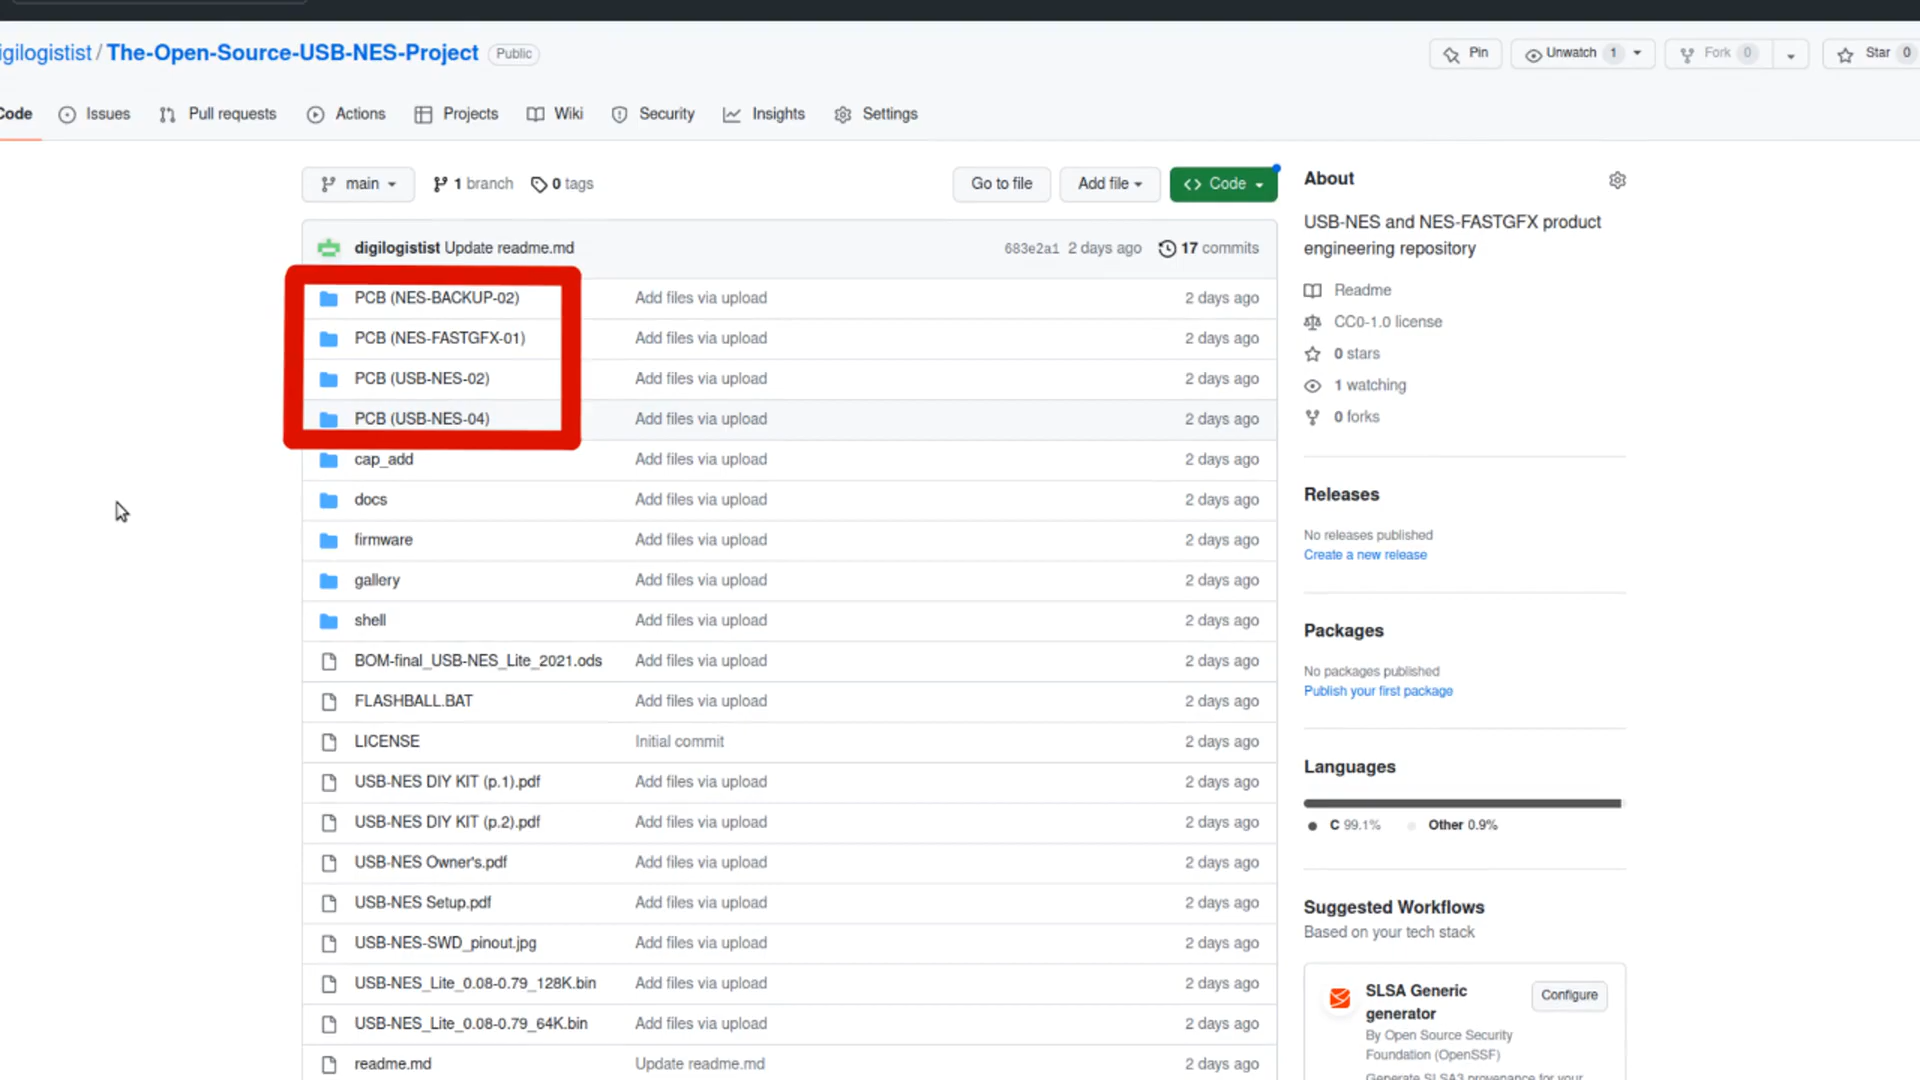 igilogistist / The-Open-Source-USB-NES-Project Public
Pin Unwatch 1 Fork 0 Star 0
Code Issues Pull requests Actions Projects Wiki Security Insights Settings
main 1 branch 0 tags Go to file Add file Code
digilogistist Update readme.md 683e2a1 2 days ago 17 commits
PCB (NES-BACKUP-02) Add files via upload 2 days ago
PCB (NES-FASTGFX-01) Add files via upload 2 days ago
PCB (USB-NES-02) Add files via upload 2 days ago
PCB (USB-NES-04) Add files via upload 2 days ago
cap_add Add files via upload 2 days ago
docs Add files via upload 2 days ago
firmware Add files via upload 2 days ago
gallery Add files via upload 2 days ago
shell Add files via upload 2 days ago
BOM-final_USB-NES_Lite_2021.ods Add files via upload 2 days ago
FLASHBALL.BAT Add files via upload 2 days ago
LICENSE Initial commit 2 days ago
USB-NES DIY KIT (p.1).pdf Add files via upload 2 days ago
USB-NES DIY KIT (p.2).pdf Add files via upload 2 days ago
USB-NES Owner's.pdf Add files via upload 2 days ago
USB-NES Setup.pdf Add files via upload 2 days ago
USB-NES-SWD_pinout.jpg Add files via upload 2 days ago
USB-NES_Lite_0.08-0.79_128K.bin Add files via upload 2 days ago
USB-NES_Lite_0.08-0.79_64K.bin Add files via upload 2 days ago
readme.md Update readme.md 2 days ago
About
USB-NES and NES-FASTGFX product
engineering repository
Readme
CC0-1.0 license
0 stars
1 watching
0 forks
Releases
No releases published
Create a new release
Packages
No packages published
Publish your first package
Languages
C 99.1% Other 0.9%
Suggested Workflows
Based on your tech stack
SLSA Generic
generator
Configure
By Open Source Security
Foundation (OpenSSF)
Generate SLSA3 provenance for your